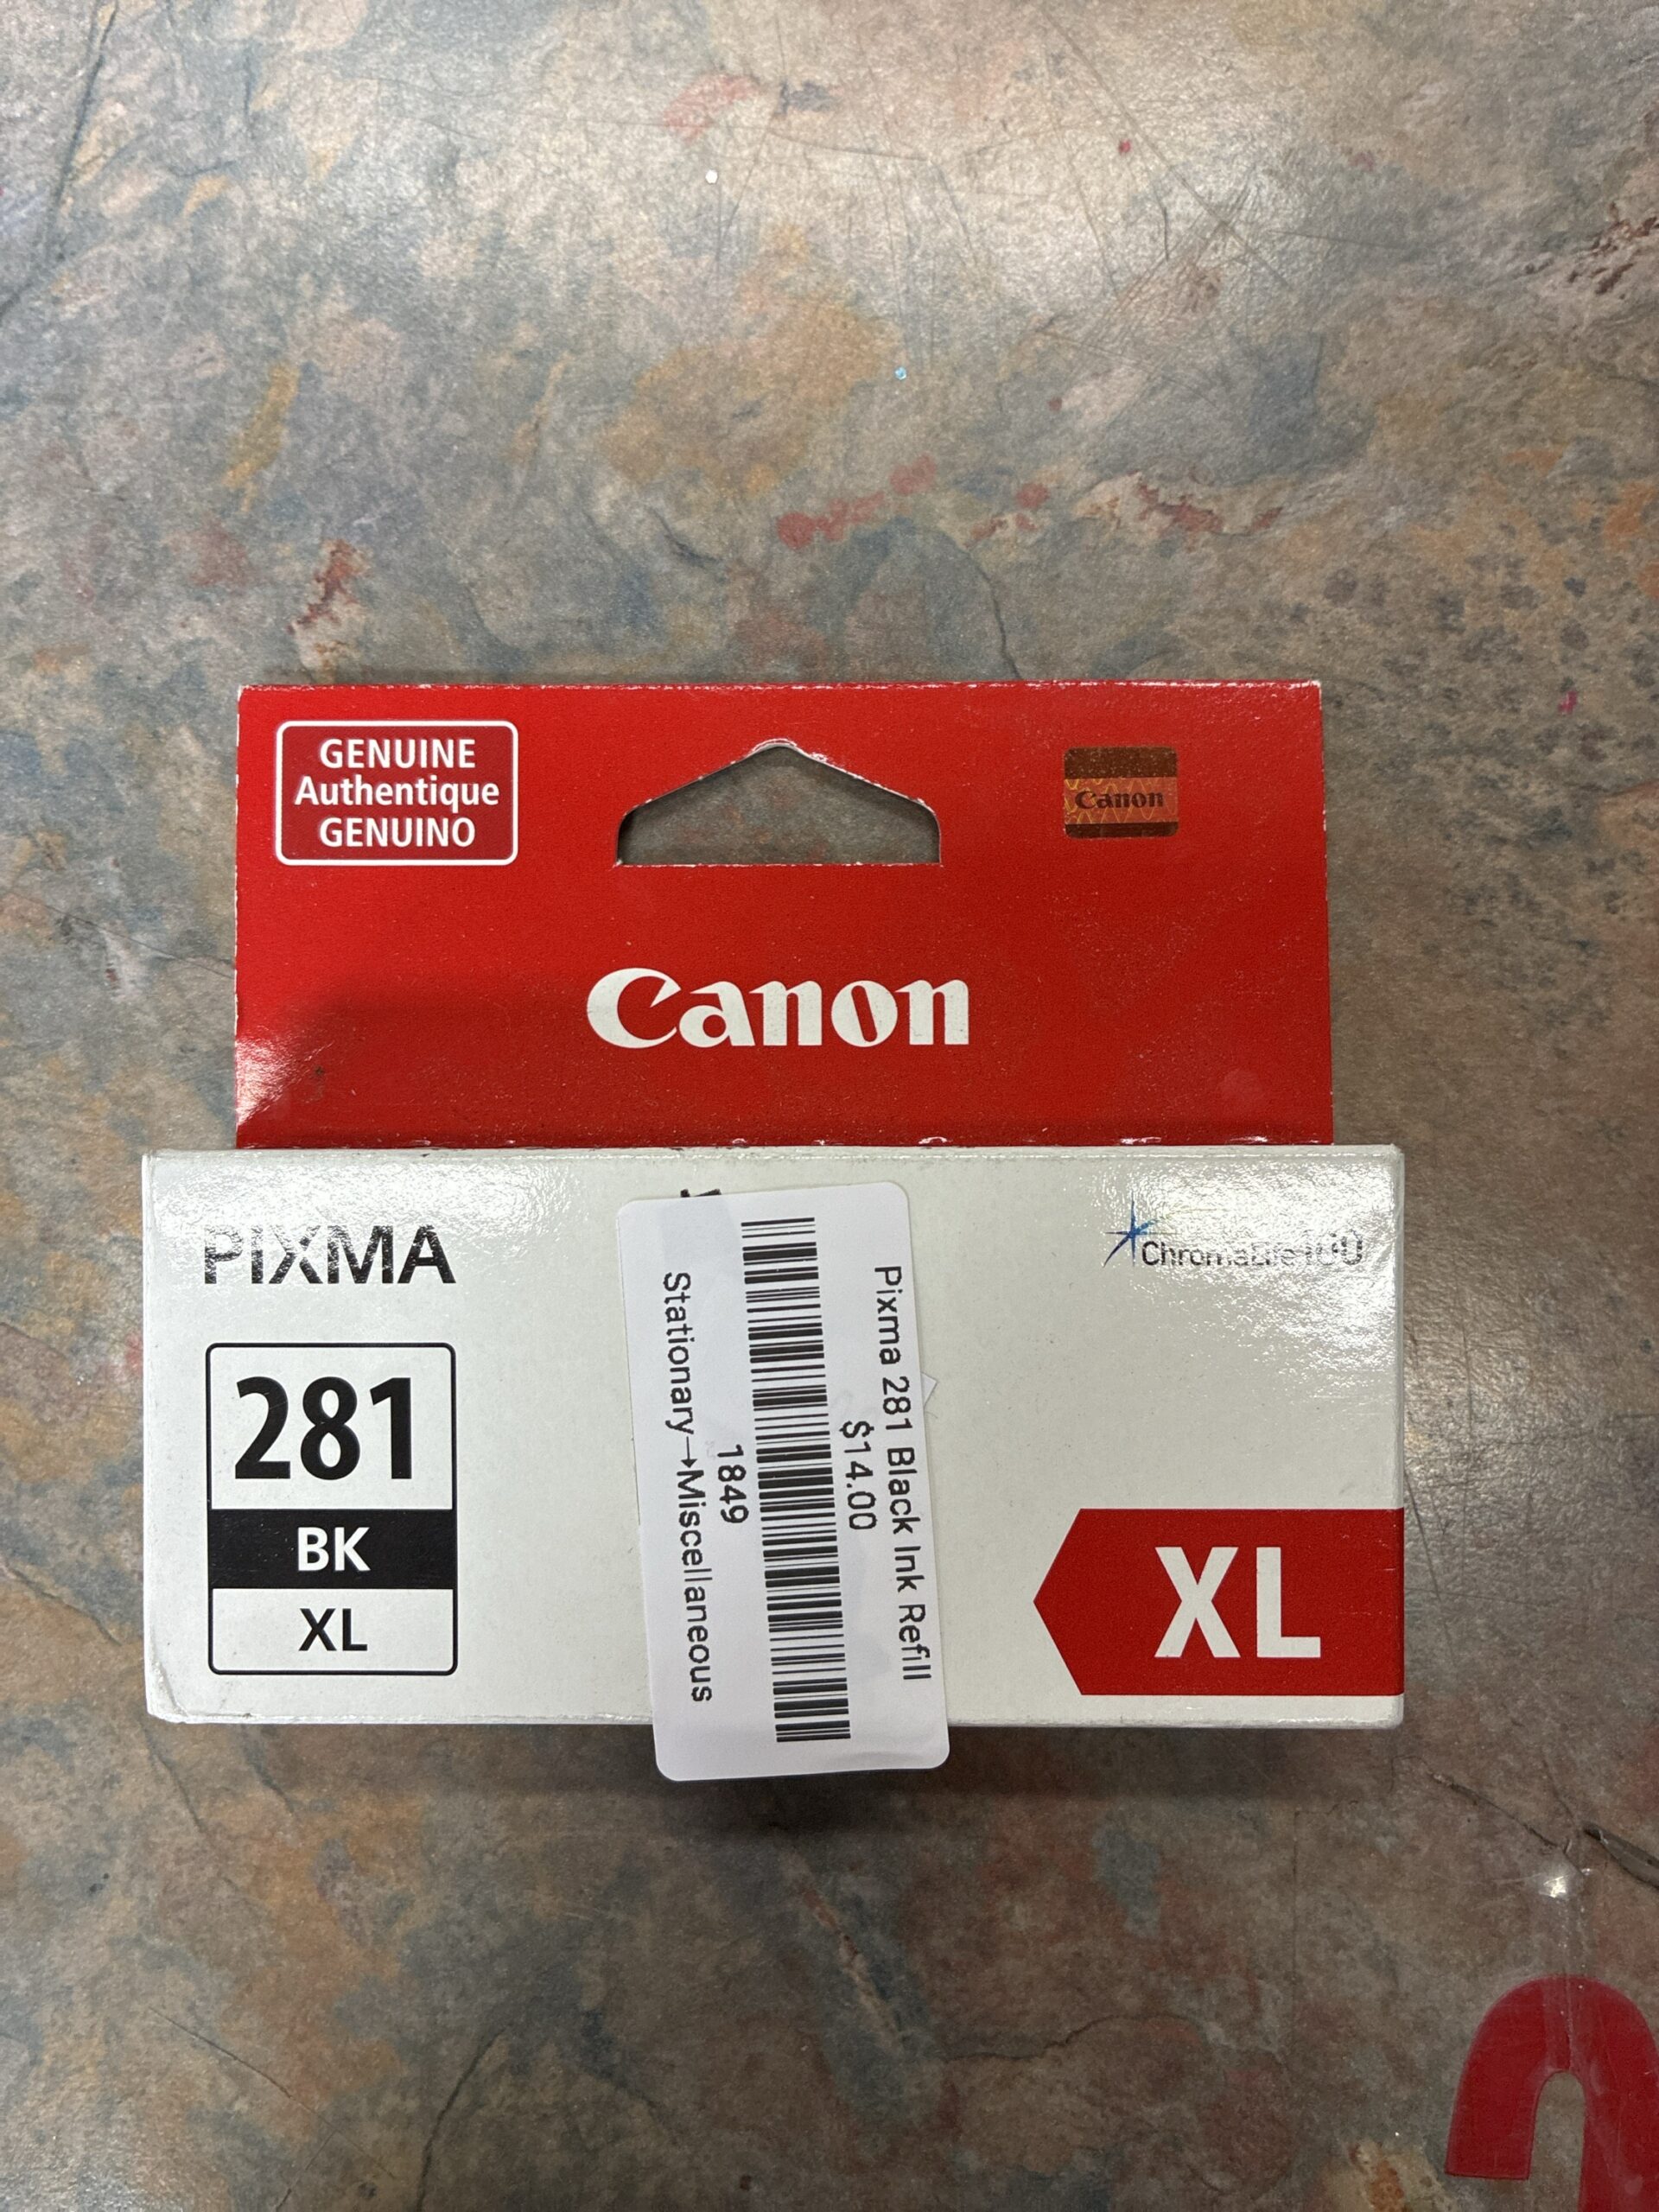 GENUINE
Authentique
GENUINO
Canon
Canon
PIXMA
ChromaLife100
281
BK
XL
Pixma 281 Black Ink Refill
$14.00
1849
Stationary→Miscellaneous
XL